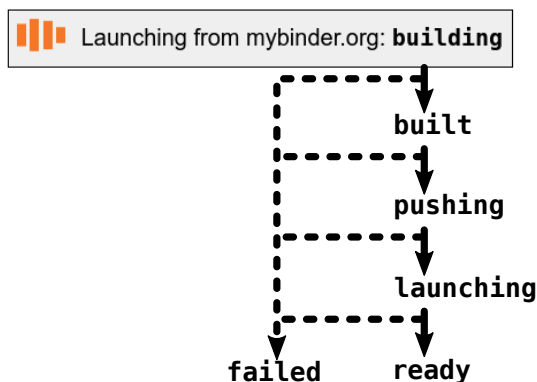 Launching from mybinder.org: building
built
pushing
launching
failed ready